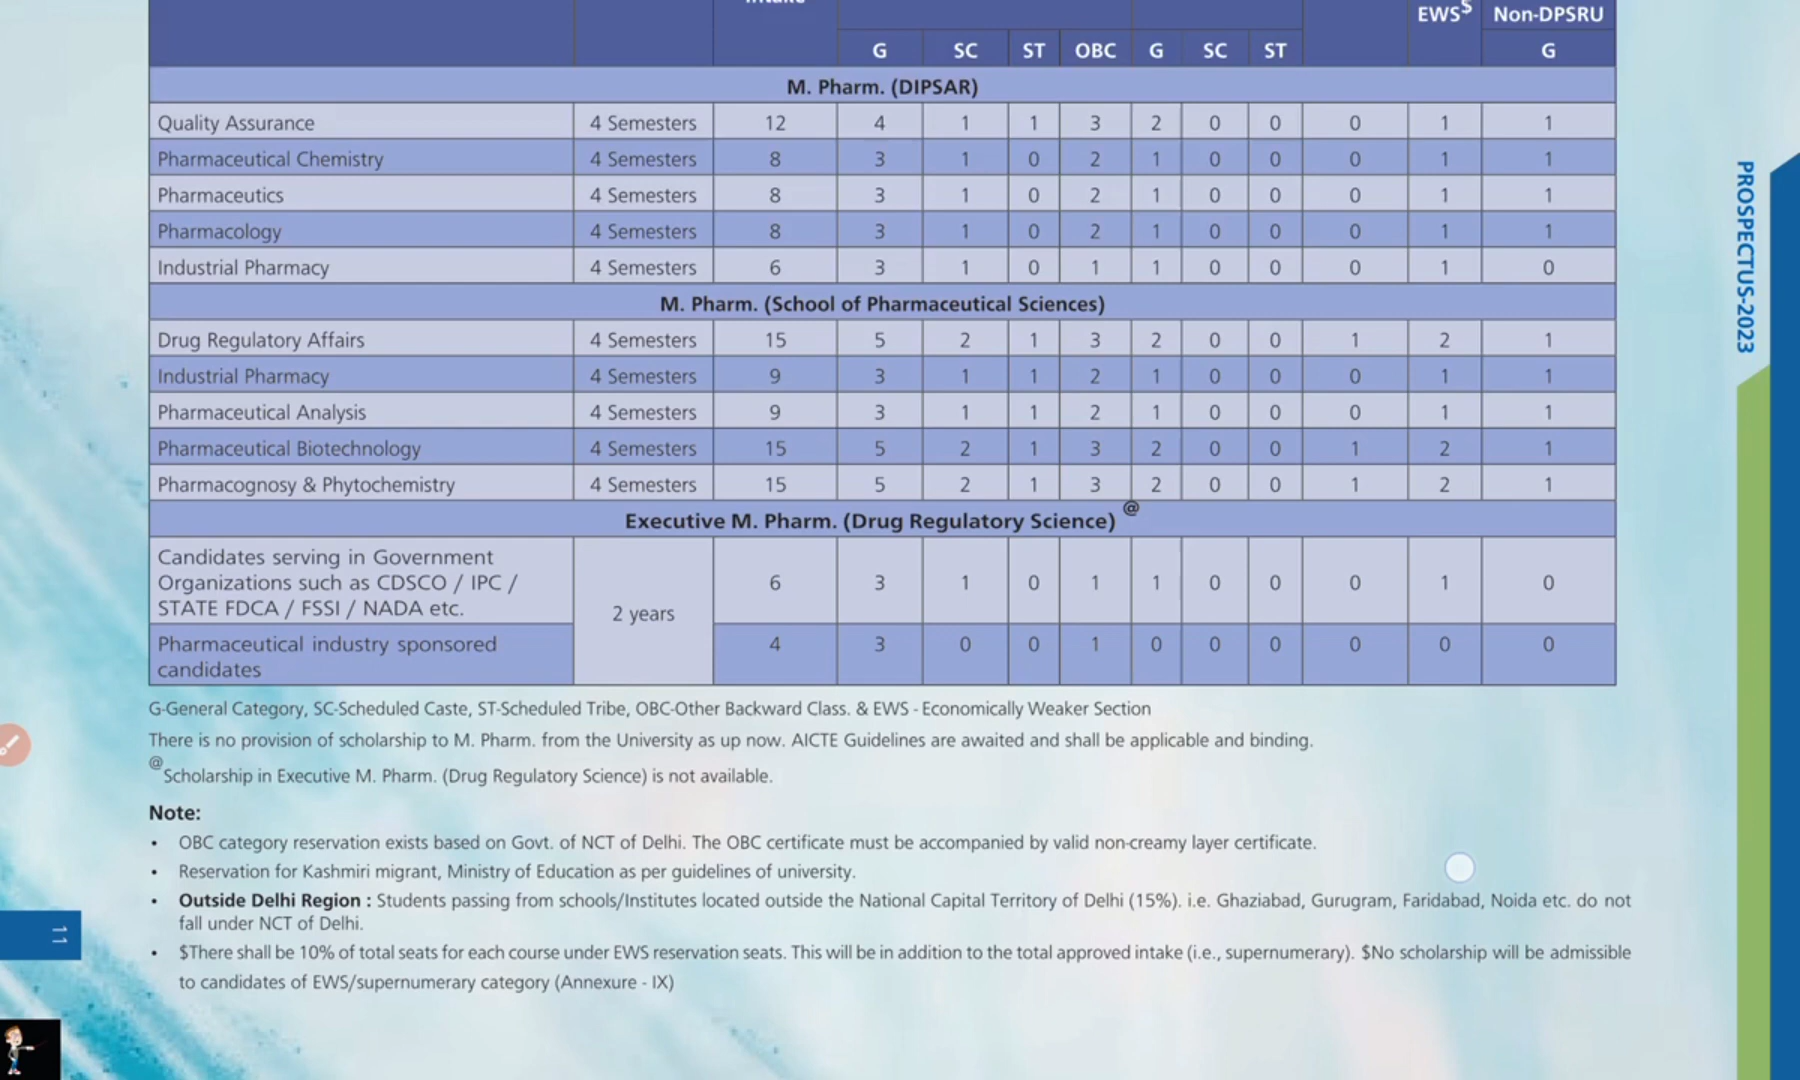 EWS$ Non-DPSRU
G SC ST OBC G SC ST G
M. Pharm. (DIPSAR)
Quality Assurance 4 Semesters 12 4 1 1 3 2 0 0 0 1 1
Pharmaceutical Chemistry 4 Semesters 8 3 1 0 2 1 0 0 0 1 1
Pharmaceutics 4 Semesters 8 3 1 0 2 1 0 0 0 1 1
Pharmacology 4 Semesters 8 3 1 0 2 1 0 0 0 1 1
Industrial Pharmacy 4 Semesters 6 3 1 0 1 1 0 0 0 1 0
M. Pharm. (School of Pharmaceutical Sciences)
Drug Regulatory Affairs 4 Semesters 15 5 2 1 3 2 0 0 1 2 1
Industrial Pharmacy 4 Semesters 9 3 1 1 2 1 0 0 0 1 1
Pharmaceutical Analysis 4 Semesters 9 3 1 1 2 1 0 0 0 1 1
Pharmaceutical Biotechnology 4 Semesters 15 5 2 1 3 2 0 0 1 2 1
Pharmacognosy & Phytochemistry 4 Semesters 15 5 2 1 3 2 0 0 1 2 1
Executive M. Pharm. (Drug Regulatory Science) @
Candidates serving in Government
Organizations such as CDSCO / IPC / 6 3 1 0 1 1 0 0 0 1 0
STATE FDCA / FSSI / NADA etc.
2 years
Pharmaceutical industry sponsored 4 3 0 0 1 0 0 0 0 0 0
candidates
G-General Category, SC-Scheduled Caste, ST-Scheduled Tribe, OBC-Other Backward Class. & EWS - Economically Weaker Section
There is no provision of scholarship to M. Pharm. from the University as up now. AICTE Guidelines are awaited and shall be applicable and binding.
@Scholarship in Executive M. Pharm. (Drug Regulatory Science) is not available.
Note:
• OBC category reservation exists based on Govt. of NCT of Delhi. The OBC certificate must be accompanied by valid non-creamy layer certificate.
• Reservation for Kashmiri migrant, Ministry of Education as per guidelines of university.
• Outside Delhi Region : Students passing from schools/Institutes located outside the National Capital Territory of Delhi (15%). i.e. Ghaziabad, Gurugram, Faridabad, Noida etc. do not
fall under NCT of Delhi.
• $There shall be 10% of total seats for each course under EWS reservation seats. This will be in addition to the total approved intake (i.e., supernumerary). $No scholarship will be admissible
to candidates of EWS/supernumerary category (Annexure - IX)
PROSPECTUS-2023
11